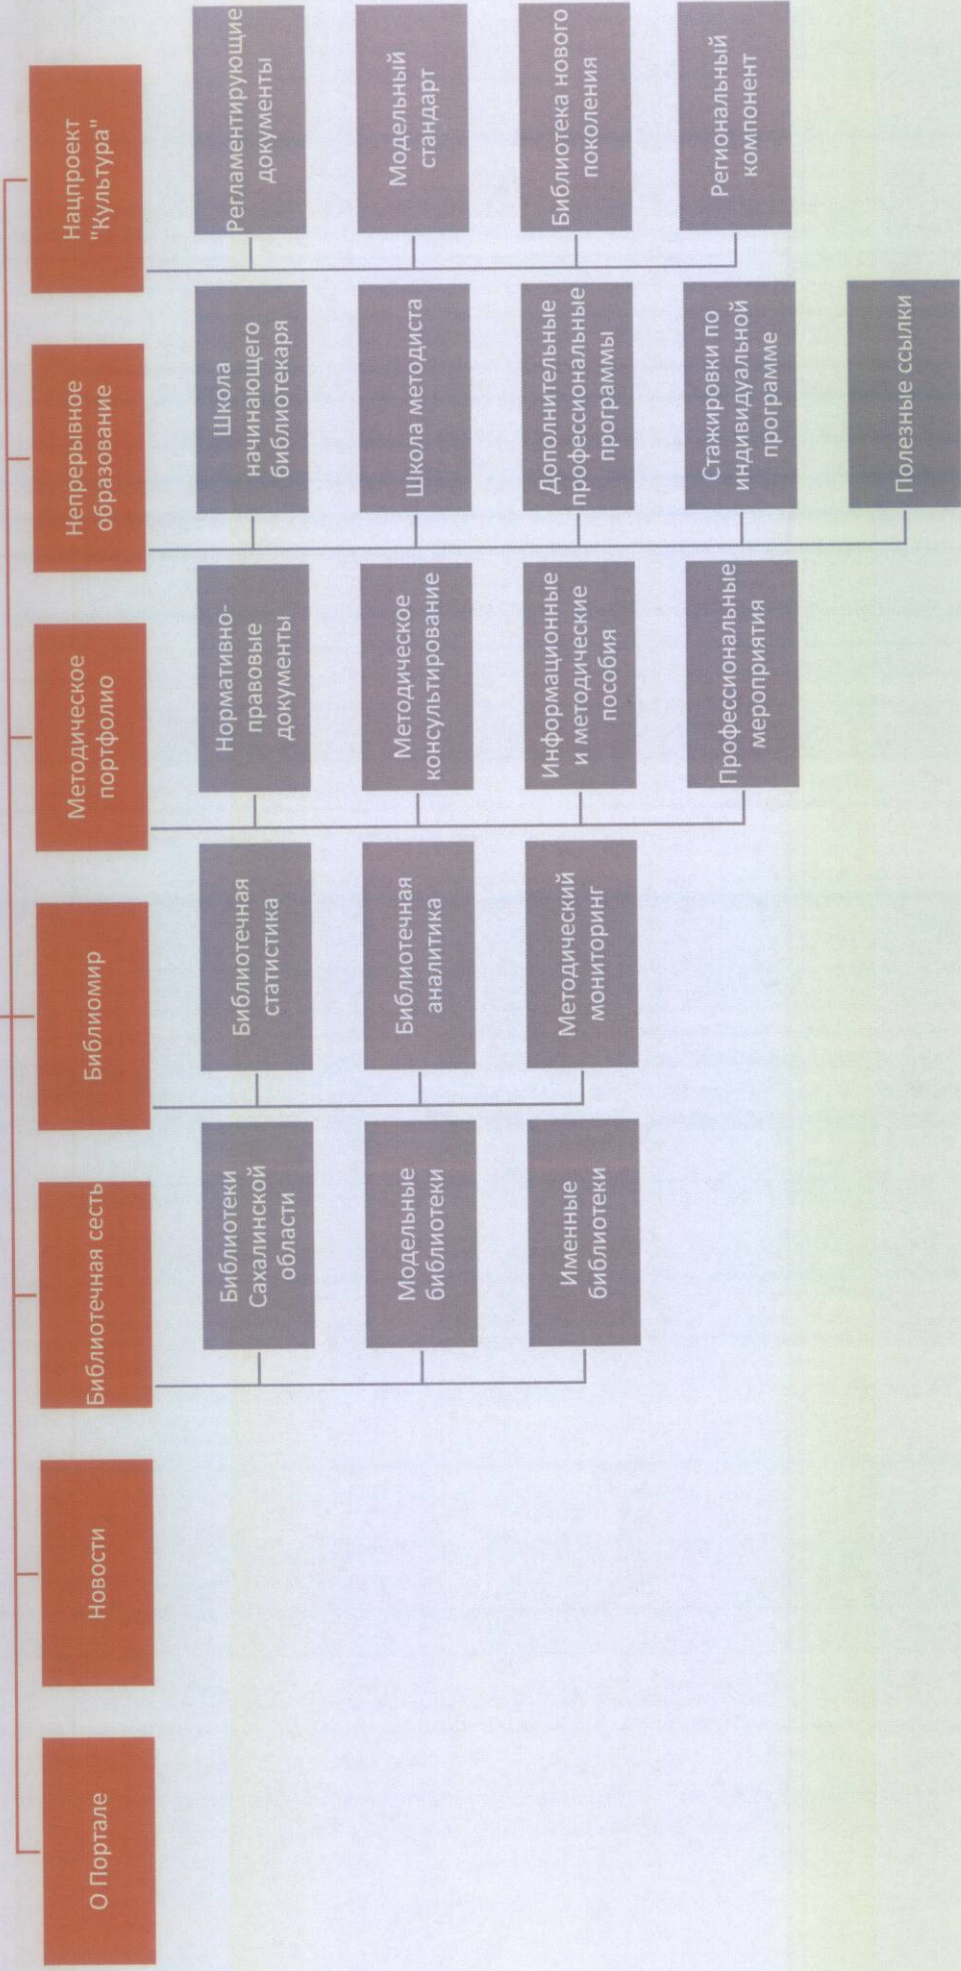 О Портале
Новости
Библиотечная сесть
Библиотеки
Сахалинской
области
Модельные
библиотеки
Именные
библиотеки
Библиомир
Библиотечная
статистика
Библиотечная
аналитика
Методический
мониторинг
Методическое
портфолио
Нормативно-
правовые
документы
Методическое
консультирование
Информационные
и методические
пособия
Профессиональные
мероприятия
Непрерывное
образование
Школа
начинающего
библиотекаря
Школа методиста
Дополнительные
профессиональные
программы
Стажировки по
индивидуальной
программе
Полезные ссылки
Нацпроект
"Культура"
Регламентирующие
документы
Модельный
стандарт
Библиотека нового
поколения
Региональный
компонент